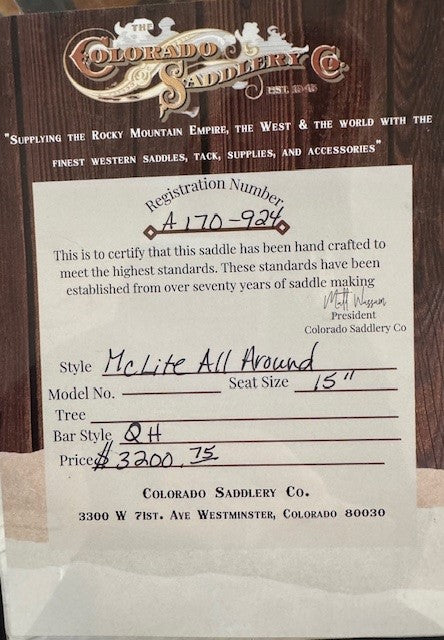 THE
COLORADO
SADDLERY CO.
EST. 1945
"SUPPLYING THE ROCKY MOUNTAIN EMPIRE, THE WEST & THE WORLD WITH THE
FINEST WESTERN SADDLES, TACK, SUPPLIES, AND ACCESSORIES"
Registration Number
A170-924
This is to certify that this saddle has been hand crafted to
meet the highest standards. These standards have been
established from over seventy years of saddle making
Matt Wassam
President
Colorado Saddlery Co
Style McLite All Around
Model No. Seat Size 15"
Tree
Bar Style QH
Price $3200.75
COLORADO SADDLERY CO.
3300 W 71ST. AVE WESTMINSTER, COLORADO 80030